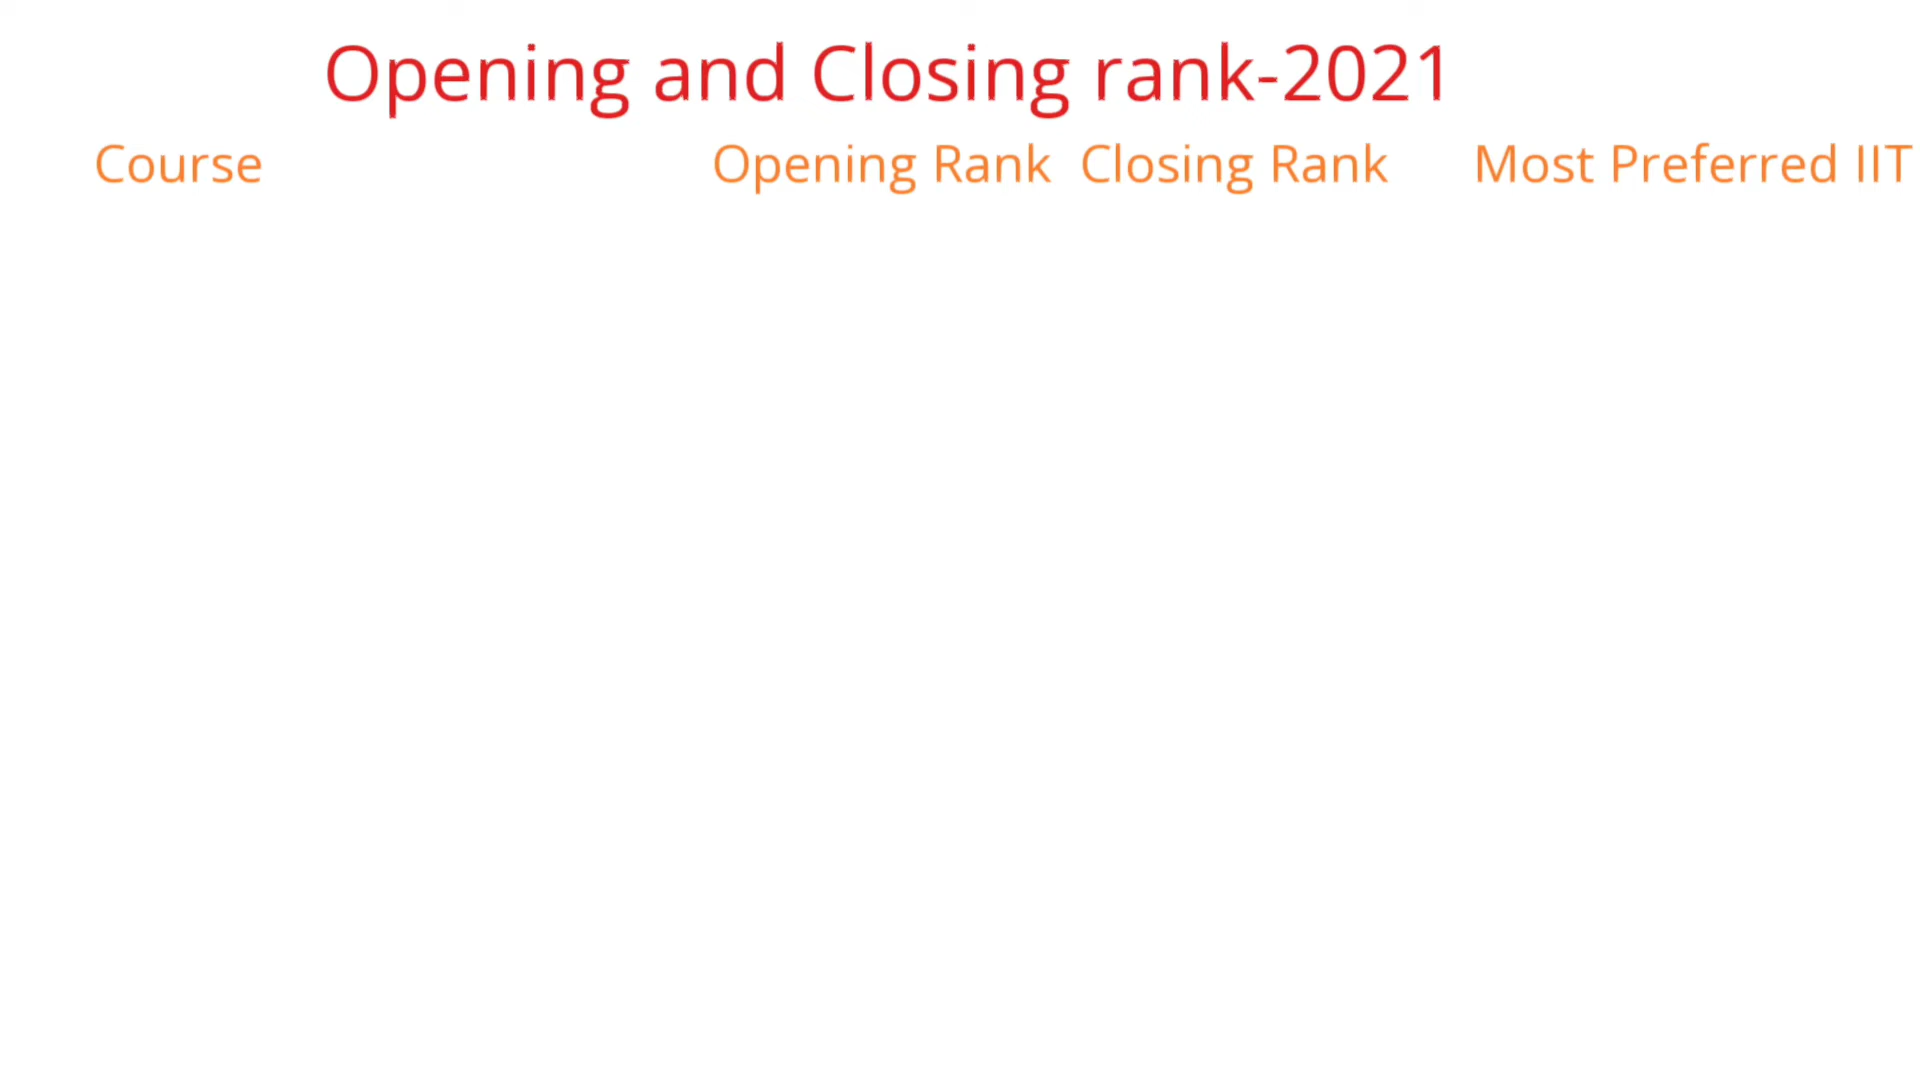 Opening and Closing rank-2021
Course Opening Rank Closing Rank Most Preferred IIT